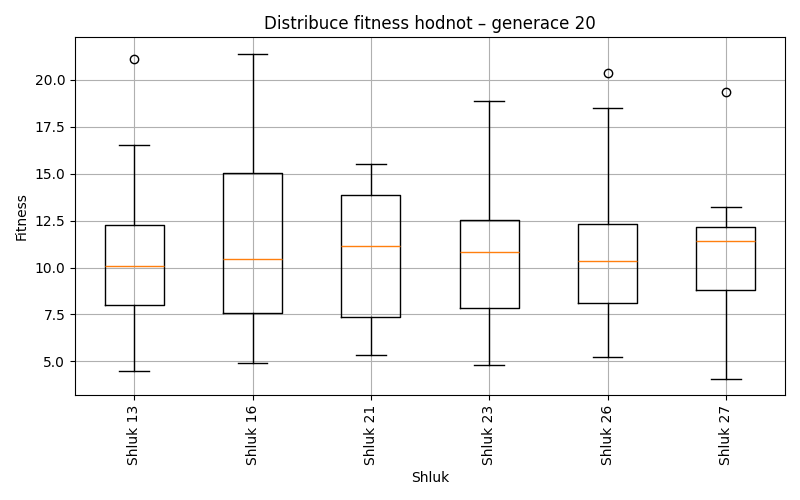 Distribuce fitness hodnot – generace 20
Fitness
20.0
17.5
15.0
12.5
10.0
7.5
5.0
Shluk 13
Shluk 16
Shluk 21
Shluk 23
Shluk 26
Shluk 27
Shluk